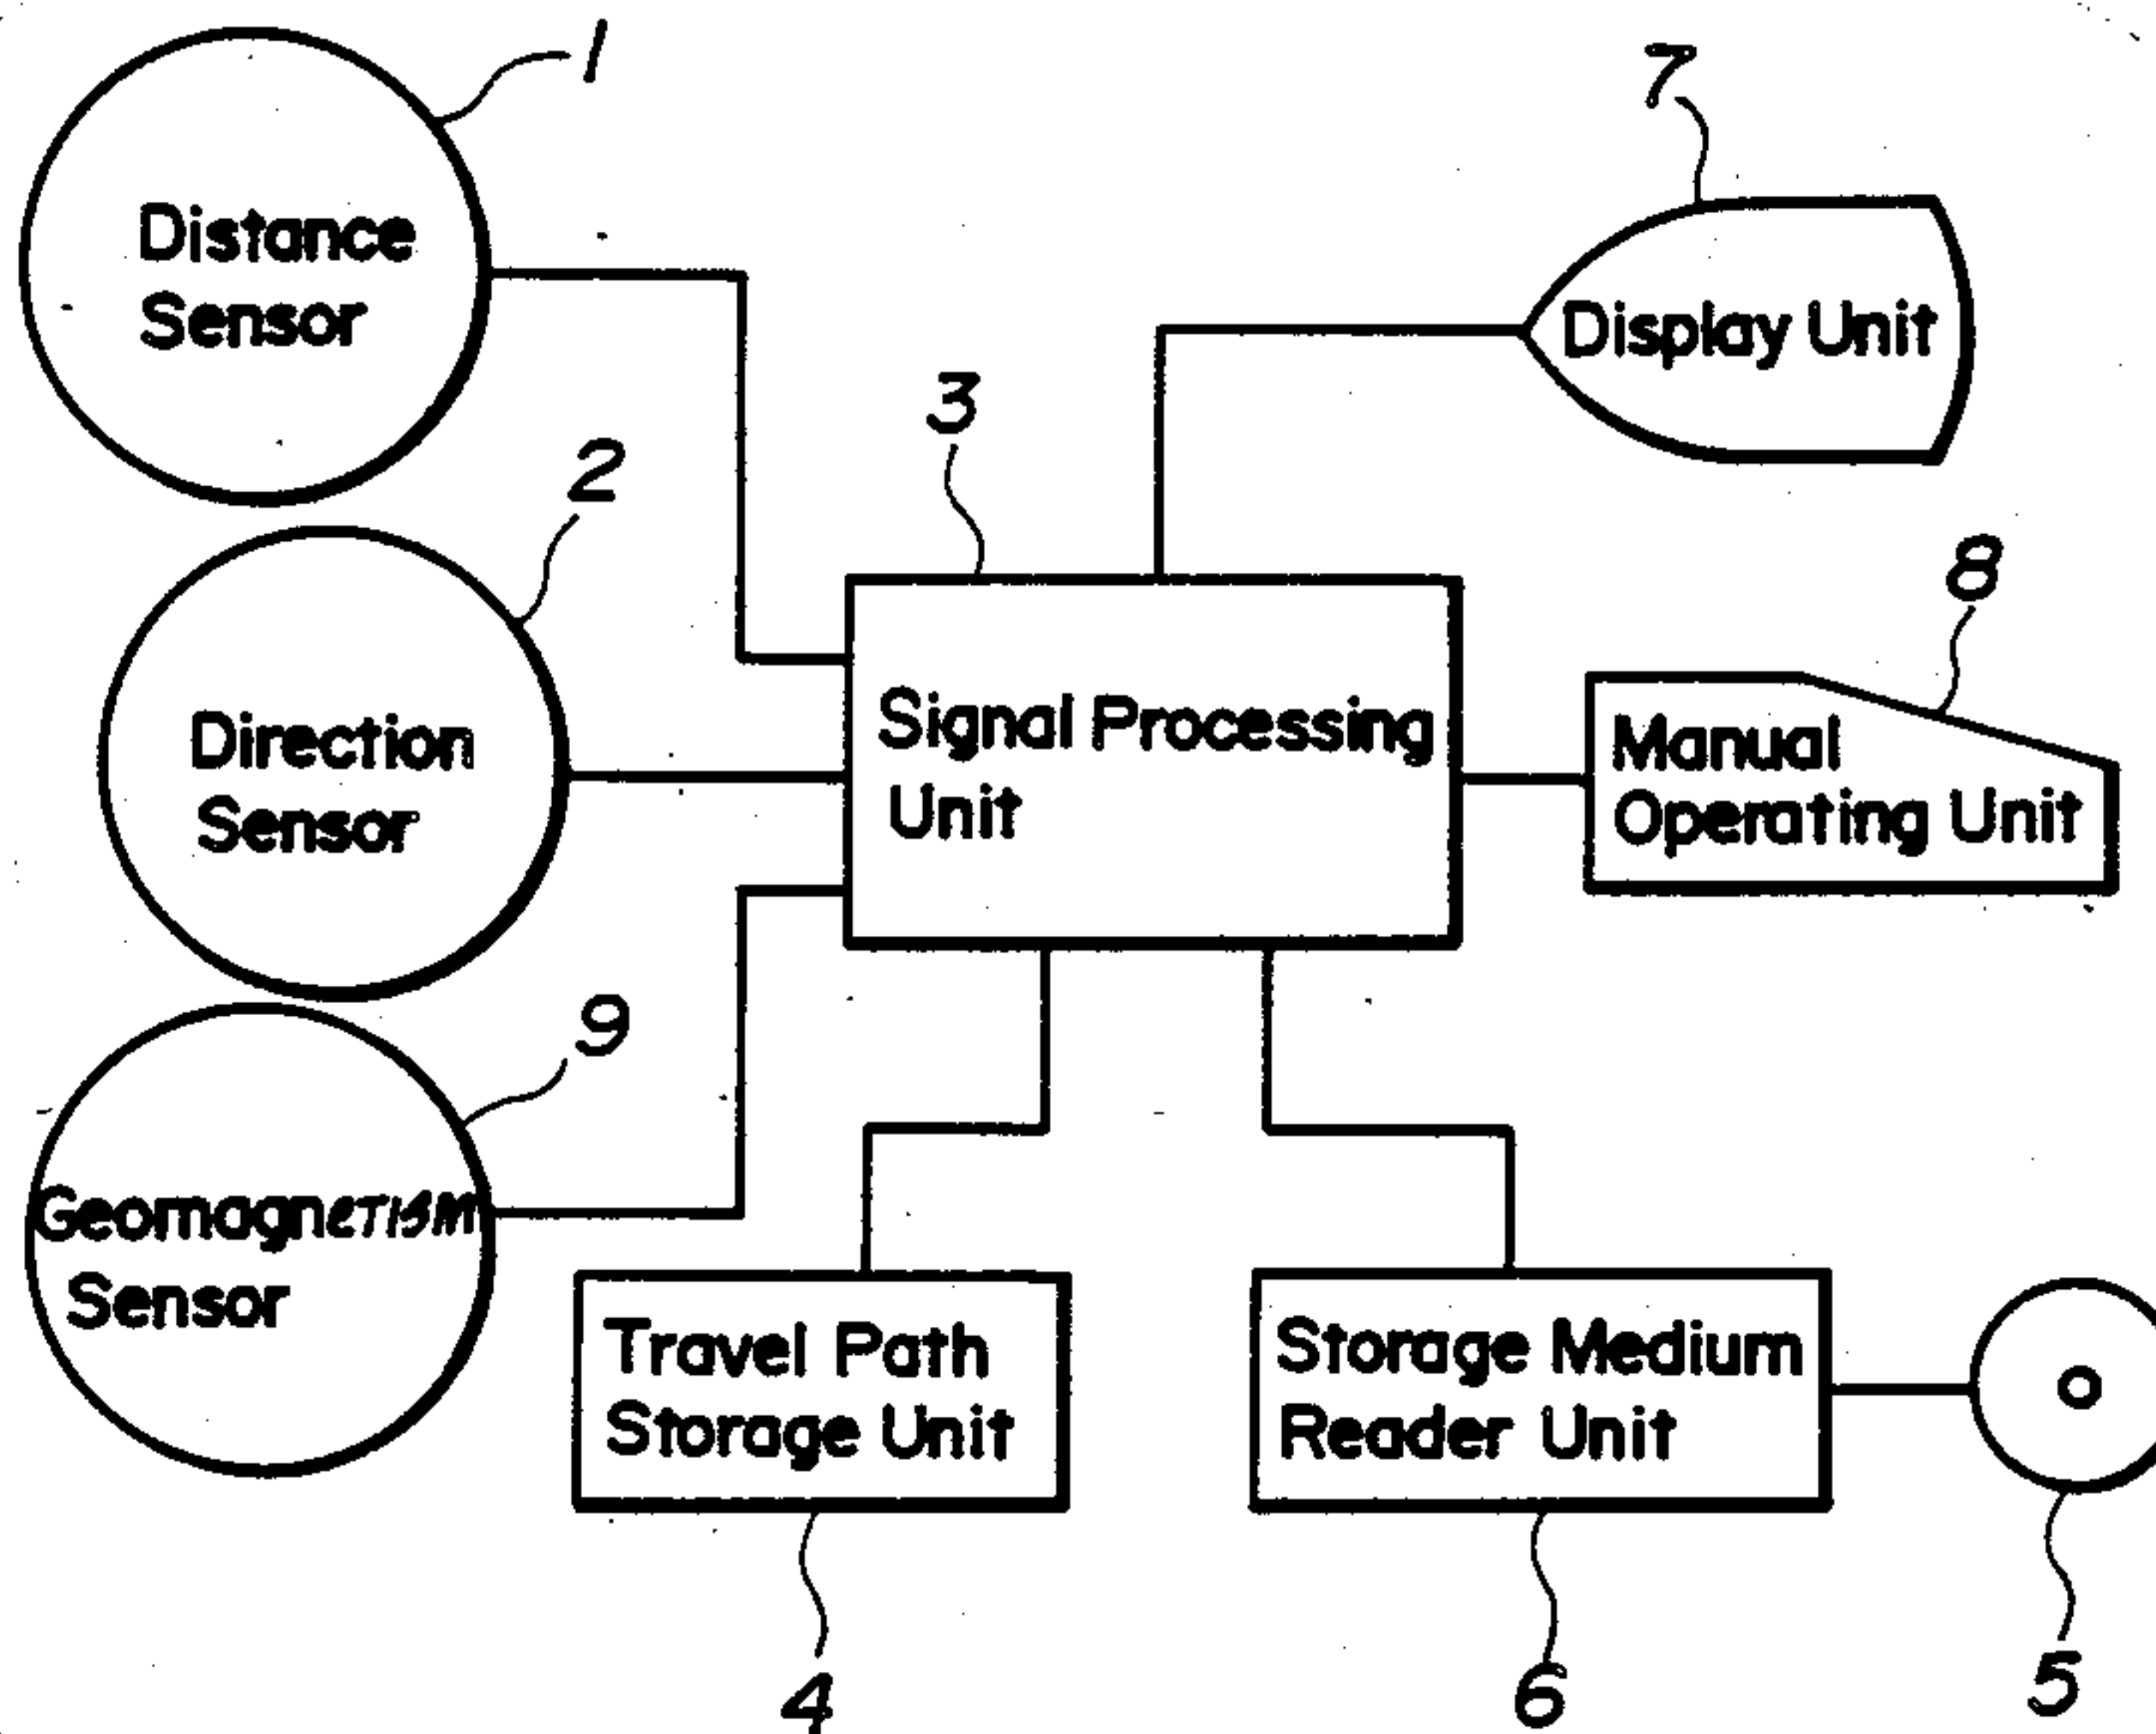 1
Distance
Sensor
7
Display Unit
3
2
8
Direction
Sensor
Signal Processing
Unit
Manual
Operating Unit
9
Geomagnetism
Sensor
Travel Path
Storage Unit
Storage Medium
Reader Unit
4
6
5